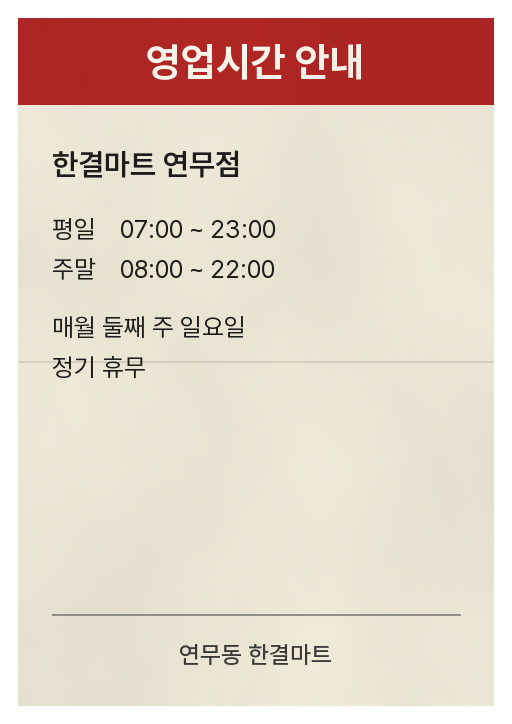 영업시간 안내
한결마트 연무점
평일 07:00 ~ 23:00
주말 08:00 ~ 22:00
매월 둘째 주 일요일
정기 휴무
연무동 한결마트